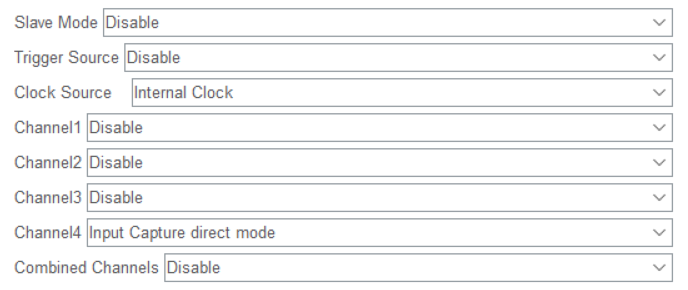 Slave Mode Disable
Trigger Source Disable
Clock Source Internal Clock
Channel1 Disable
Channel2 Disable
Channel3 Disable
Channel4 Input Capture direct mode
Combined Channels Disable